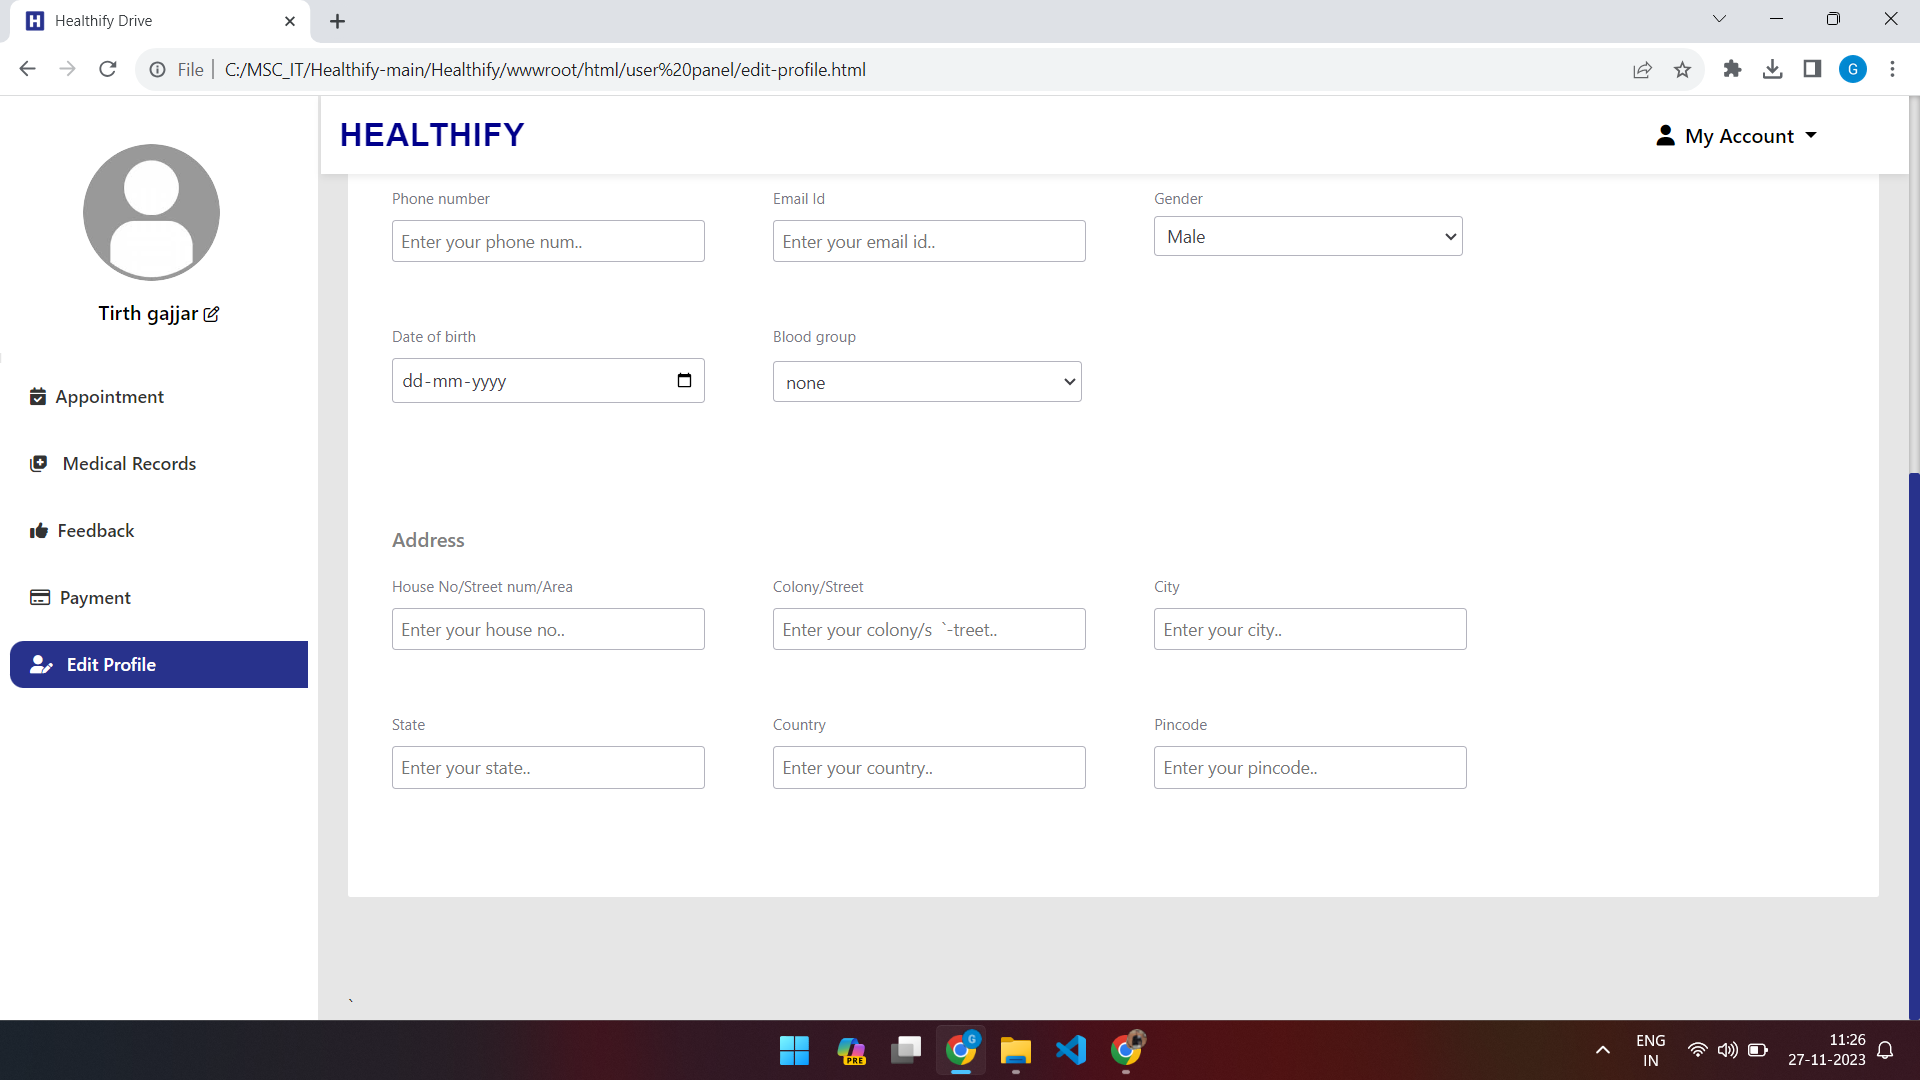 Healthify Drive
File | C:/MSC_IT/Healthify-main/Healthify/wwwroot/html/user%20panel/edit-profile.html
G
HEALTHIFY
My Account
Tirth gajjar
Appointment
Medical Records
Feedback
Payment
Edit Profile
Phone number Email Id Gender
Enter your phone num.. Enter your email id.. Male
Date of birth Blood group
dd-mm-yyyy none
Address
House No/Street num/Area Colony/Street City
Enter your house no.. Enter your colony/s `-treet.. Enter your city..
State Country Pincode
Enter your state.. Enter your country.. Enter your pincode..
`
PRE
G
ENG
IN
11:26
27-11-2023